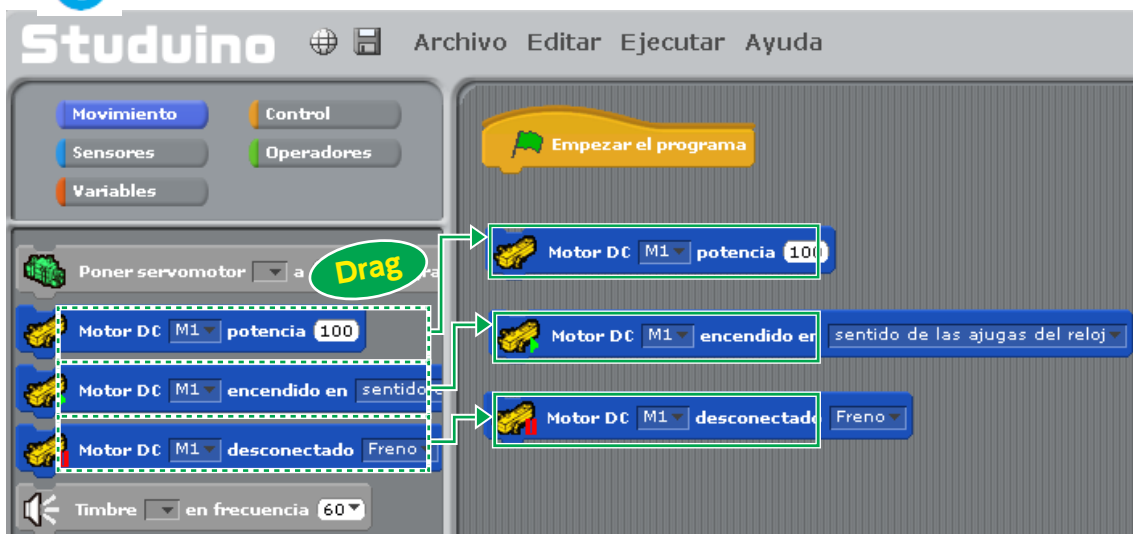 Studuino Archivo Editar Ejecutar Ayuda
Movimiento Control
Sensores Operadores
Variables
Poner servomotor a
Drag
Motor DC M1 potencia 100
Motor DC M1 encendido en sentido
Motor DC M1 desconectado Freno
Timbre en frecuencia 60
Empezar el programa
Motor DC M1 potencia 100
Motor DC M1 encendido en sentido de las ajugas del reloj
Motor DC M1 desconectado Freno